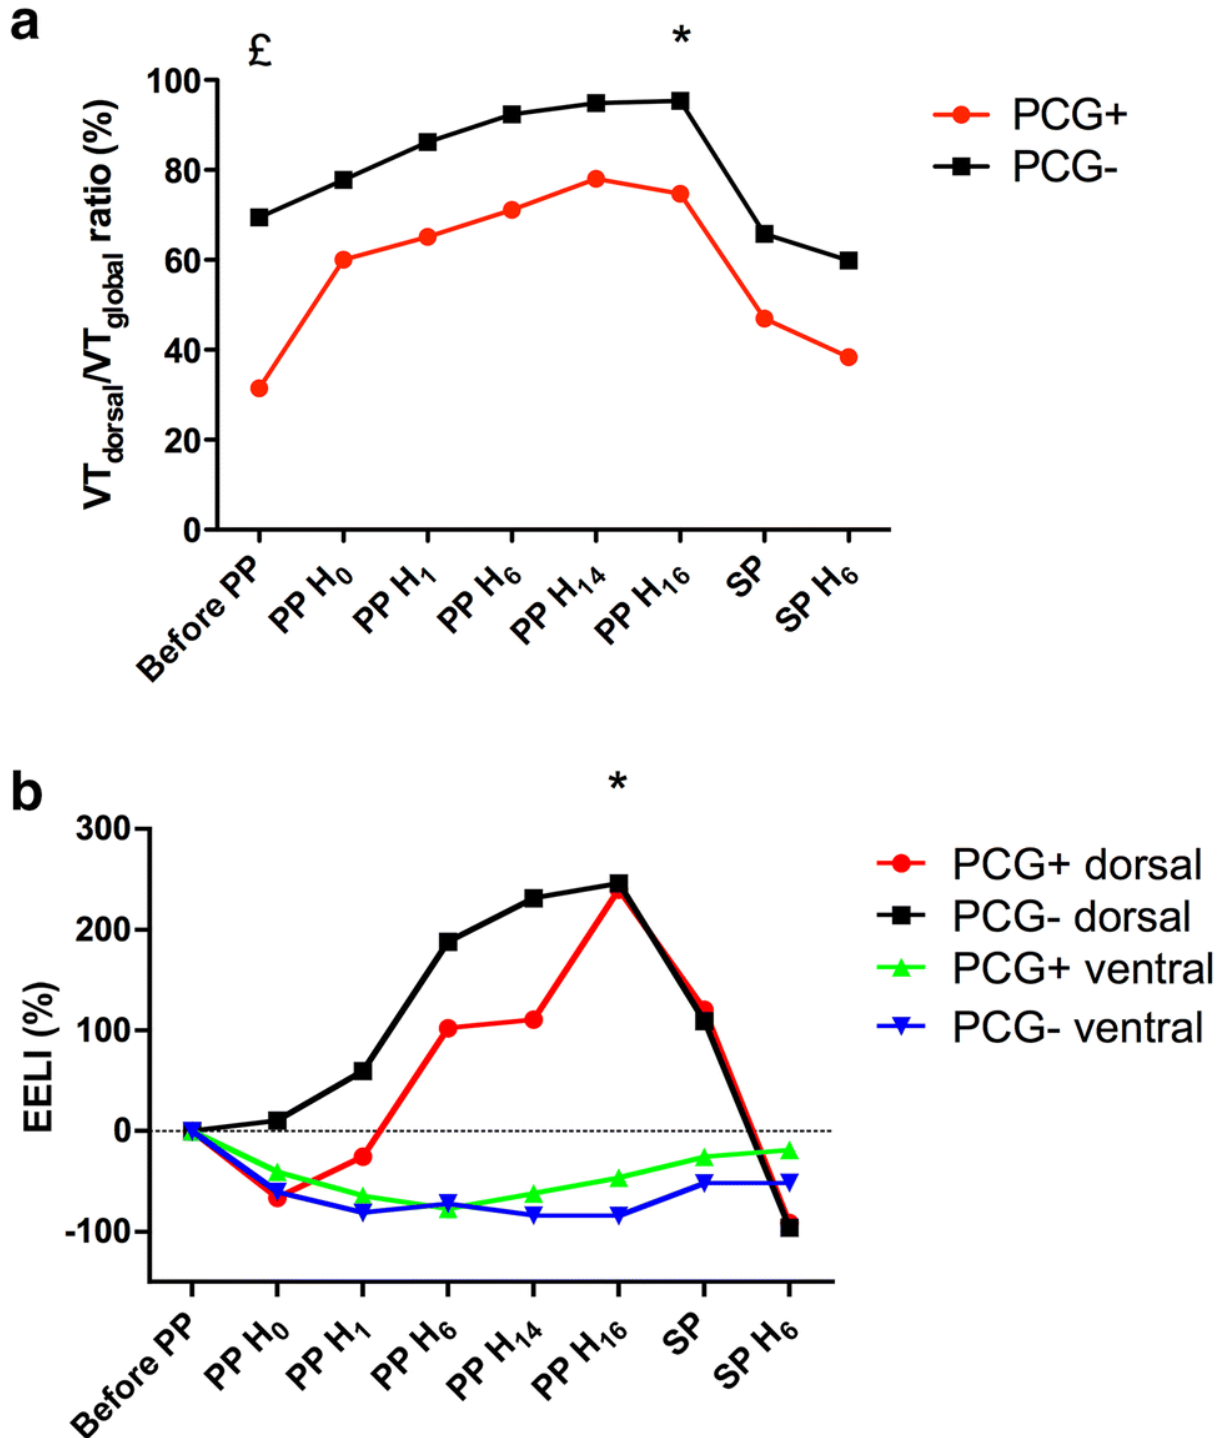 a
£
*
100
80
60
40
20
0
VTdorsal/VTglobal ratio (%)
PCG+
PCG-
Before PP
PP H0
PP H1
PP H6
PP H14
PP H16
SP
SP H6
b
*
300
200
100
0
-100
EELI (%)
PCG+ dorsal
PCG- dorsal
PCG+ ventral
PCG- ventral
Before PP
PP H0
PP H1
PP H6
PP H14
PP H16
SP
SP H6